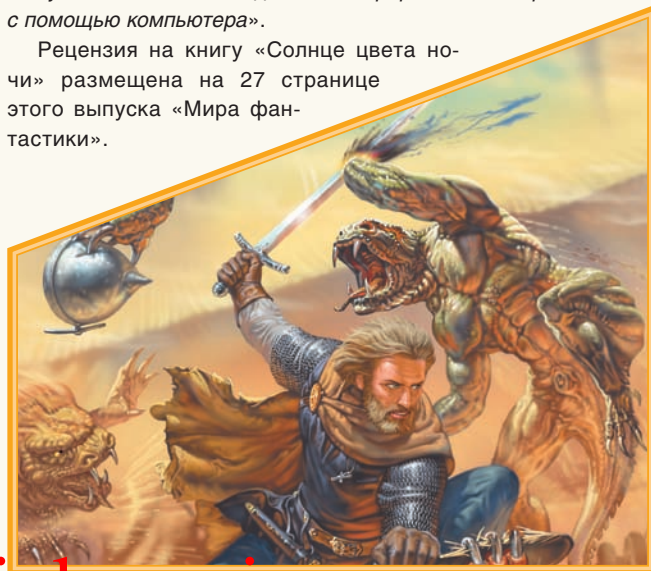 с помощью компьютера».
Рецензия на книгу «Солнце цвета но-
чи» размещена на 27 странице
этого выпуска «Мира фан-
тастики».